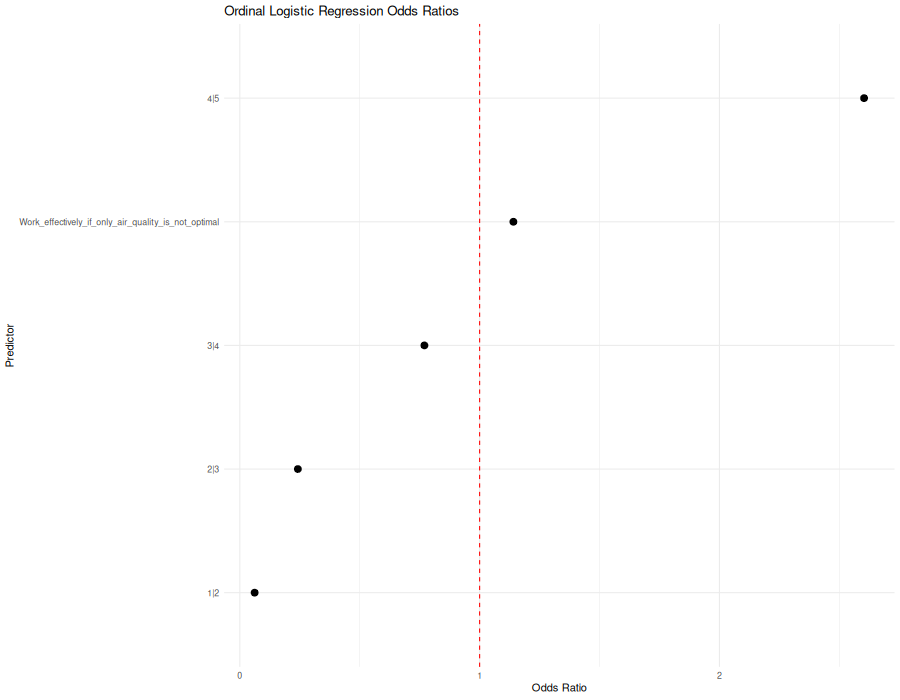 Ordinal Logistic Regression Odds Ratios
4|5
Work_effectively_if_only_air_quality_is_not_optimal
3|4
2|3
1|2
Predictor
0
1
2
Odds Ratio